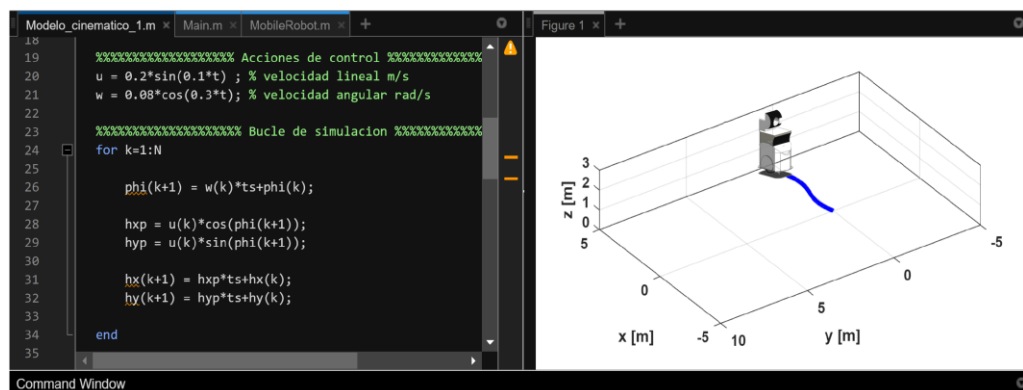 Modelo_cinematico_1.m × Main.m × MobileRobot.m × +
18
19 %%%%%%%%%%%%%%%%%%% Acciones de control %%%%%%%%%%%%%
20 u = 0.2*sin(0.1*t) ; % velocidad lineal m/s
21 w = 0.08*cos(0.3*t); % velocidad angular rad/s
22
23 %%%%%%%%%%%%%%%%%%%% Bucle de simulacion %%%%%%%%%%%%
24 for k=1:N
25
26 phi(k+1) = w(k)*ts+phi(k);
27
28 hxp = u(k)*cos(phi(k+1));
29 hyp = u(k)*sin(phi(k+1));
30
31 hx(k+1) = hxp*ts+hx(k);
32 hy(k+1) = hyp*ts+hy(k);
33
34 end
35
Command Window
Figure 1 × +
z [m]
3
2
1
0
5
0
-5
x [m]
10
5
0
-5
y [m]